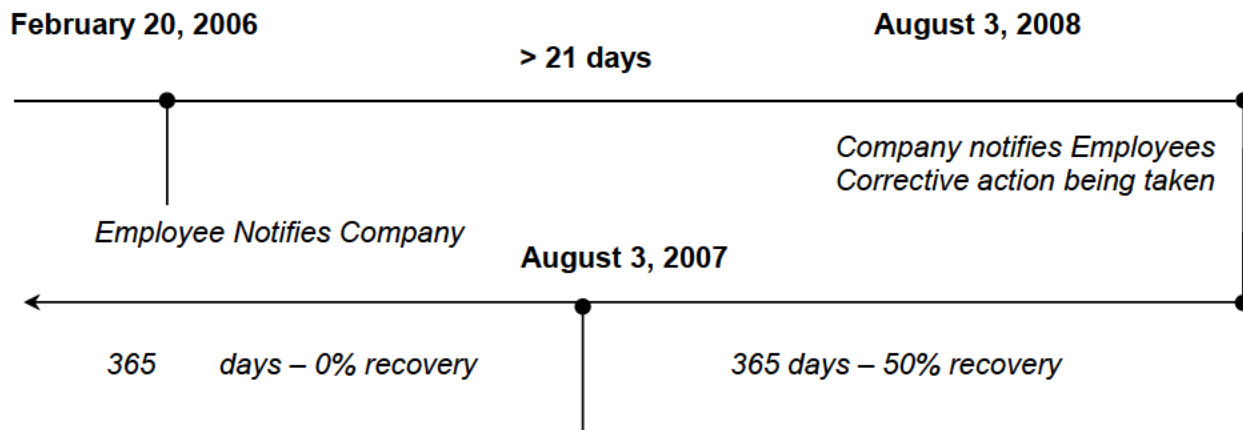 February 20, 2006
August 3, 2008
> 21 days
Company notifies Employees
Corrective action being taken
Employee Notifies Company
August 3, 2007
365 days – 0% recovery
365 days – 50% recovery